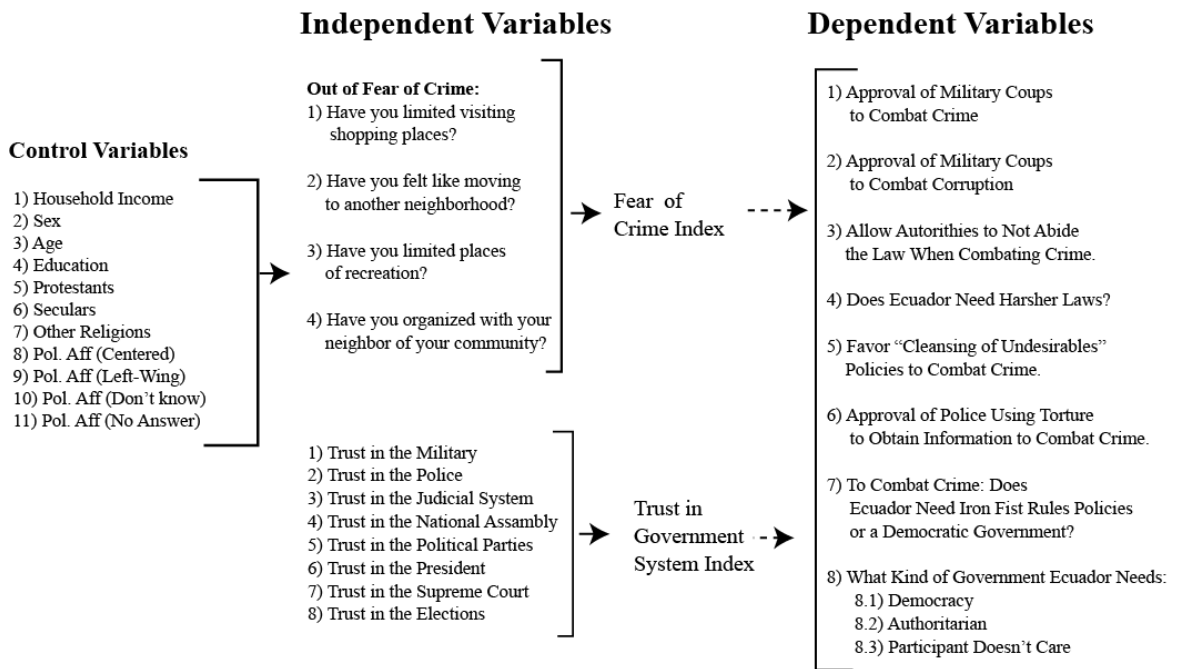 Independent Variables
Dependent Variables
Control Variables
1) Household Income
2) Sex
3) Age
4) Education
5) Protestants
6) Seculars
7) Other Religions
8) Pol. Aff (Centered)
9) Pol. Aff (Left-Wing)
10) Pol. Aff (Don't know)
11) Pol. Aff (No Answer)
Out of Fear of Crime:
1) Have you limited visiting
shopping places?
2) Have you felt like moving
to another neighborhood?
3) Have you limited places
of recreation?
4) Have you organized with your
neighbor of your community?
Fear of
Crime Index
1) Trust in the Military
2) Trust in the Police
3) Trust in the Judicial System
4) Trust in the National Assembly
5) Trust in the Political Parties
6) Trust in the President
7) Trust in the Supreme Court
8) Trust in the Elections
Trust in
Government
System Index
1) Approval of Military Coups
to Combat Crime
2) Approval of Military Coups
to Combat Corruption
3) Allow Autorithies to Not Abide
the Law When Combating Crime.
4) Does Ecuador Need Harsher Laws?
5) Favor “Cleansing of Undesirables”
Policies to Combat Crime.
6) Approval of Police Using Torture
to Obtain Information to Combat Crime.
7) To Combat Crime: Does
Ecuador Need Iron Fist Rules Policies
or a Democratic Government?
8) What Kind of Government Ecuador Needs:
8.1) Democracy
8.2) Authoritarian
8.3) Participant Doesn’t Care